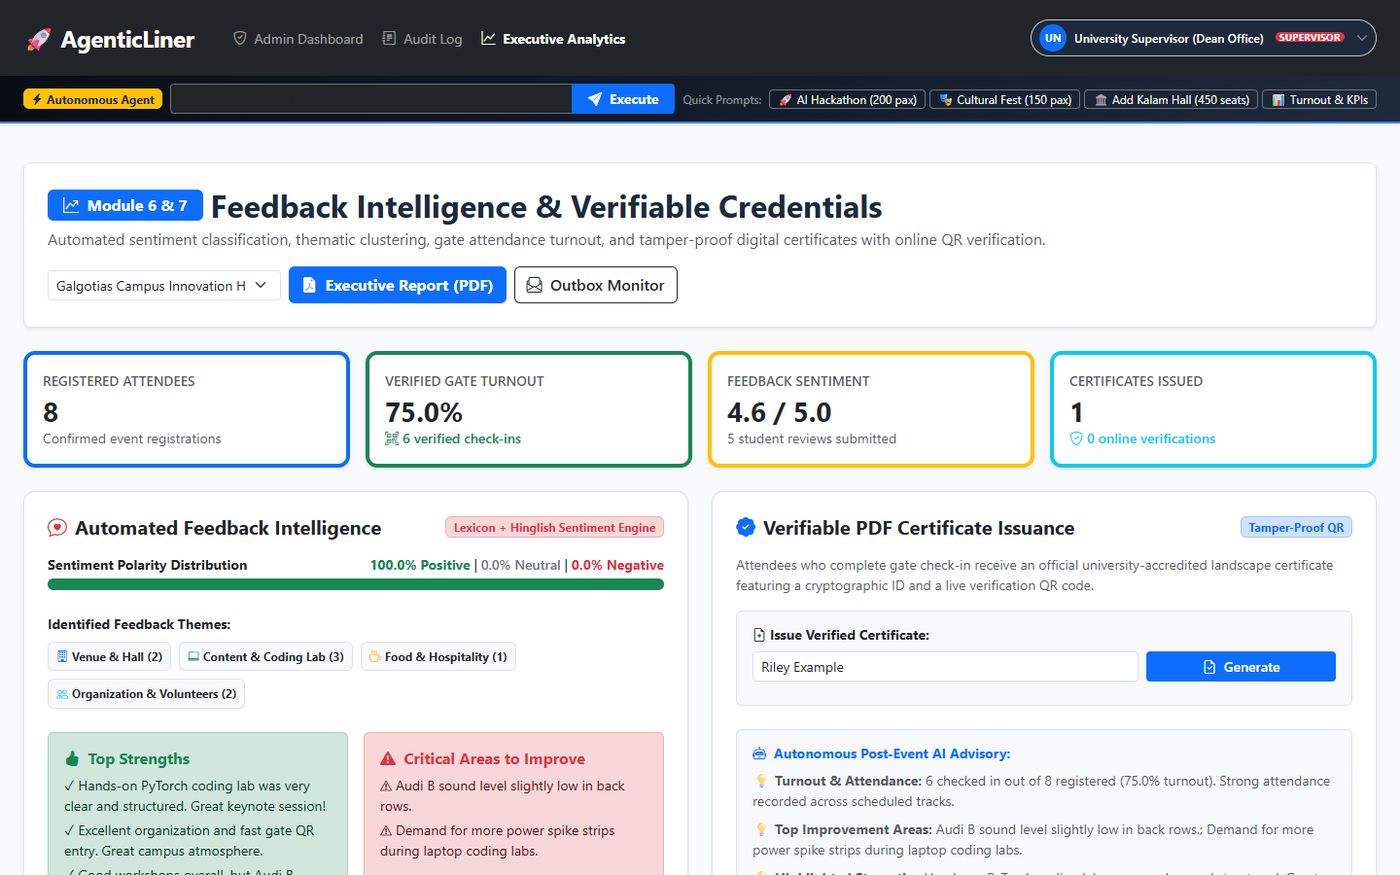 AgenticLiner
Admin Dashboard
Audit Log
Executive Analytics
UN
University Supervisor (Dean Office)
SUPERVISOR
Autonomous Agent
Execute
Quick Prompts:
AI Hackathon (200 pax)
Cultural Fest (150 pax)
Add Kalam Hall (450 seats)
Turnout & KPIs
Module 6 & 7
Feedback Intelligence & Verifiable Credentials
Automated sentiment classification, thematic clustering, gate attendance turnout, and tamper-proof digital certificates with online QR verification.
Galgotias Campus Innovation H
Executive Report (PDF)
Outbox Monitor
REGISTERED ATTENDEES
8
Confirmed event registrations
VERIFIED GATE TURNOUT
75.0%
6 verified check-ins
FEEDBACK SENTIMENT
4.6 / 5.0
5 student reviews submitted
CERTIFICATES ISSUED
1
0 online verifications
Automated Feedback Intelligence
Lexicon + Hinglish Sentiment Engine
Sentiment Polarity Distribution
100.0% Positive | 0.0% Neutral | 0.0% Negative
Identified Feedback Themes:
Venue & Hall (2)
Content & Coding Lab (3)
Food & Hospitality (1)
Organization & Volunteers (2)
Top Strengths
✓ Hands-on PyTorch coding lab was very
clear and structured. Great keynote session!
✓ Excellent organization and fast gate QR
entry. Great campus atmosphere.
✓ Good workshops overall, but Audi B
Critical Areas to Improve
⚠ Audi B sound level slightly low in back
rows.
⚠ Demand for more power spike strips
during laptop coding labs.
Verifiable PDF Certificate Issuance
Tamper-Proof QR
Attendees who complete gate check-in receive an official university-accredited landscape certificate
featuring a cryptographic ID and a live verification QR code.
Issue Verified Certificate:
Riley Example
Generate
Autonomous Post-Event AI Advisory:
Turnout & Attendance: 6 checked in out of 8 registered (75.0% turnout). Strong attendance
recorded across scheduled tracks.
Top Improvement Areas: Audi B sound level slightly low in back rows.; Demand for more
power spike strips during laptop coding labs.